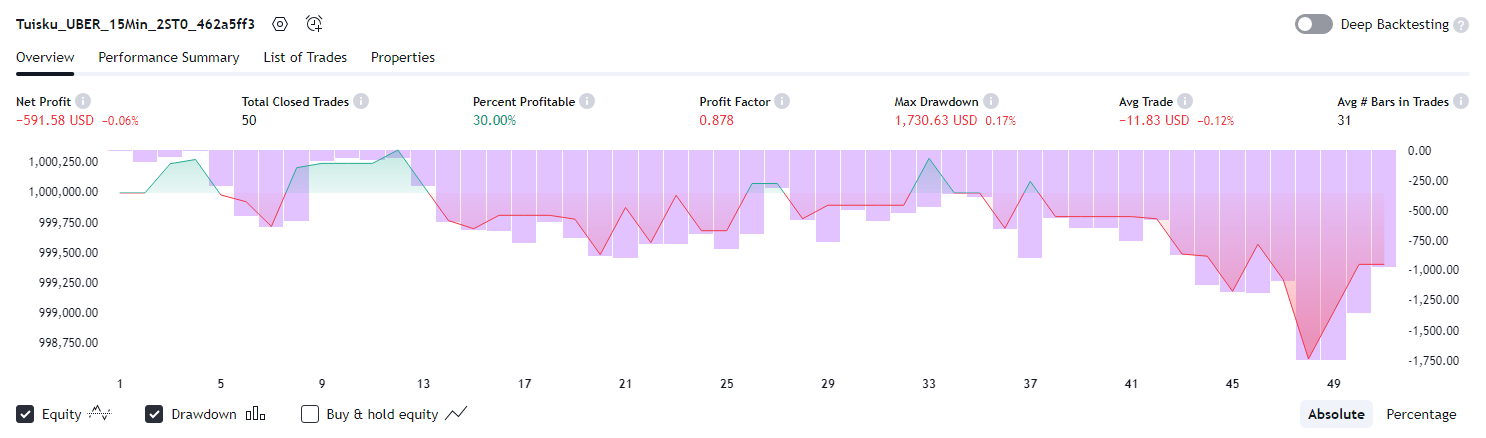 Tuisku_UBER_15Min_2ST0_462a5ff3 Deep Backtesting ?
Overview Performance Summary List of Trades Properties
Net Profit i Total Closed Trades i Percent Profitable i Profit Factor i Max Drawdown i Avg Trade i Avg # Bars in Trades i
−591.58 USD −0.06% 50 30.00% 0.878 1,730.63 USD 0.17% −11.83 USD −0.12% 31
1,000,250.00 0.00
1,000,000.00 -250.00
999,750.00 -500.00
999,500.00 -750.00
999,250.00 -1,000.00
999,000.00 -1,250.00
998,750.00 -1,500.00
-1,750.00
1 5 9 13 17 21 25 29 33 37 41 45 49
Equity Drawdown Buy & hold equity Absolute Percentage